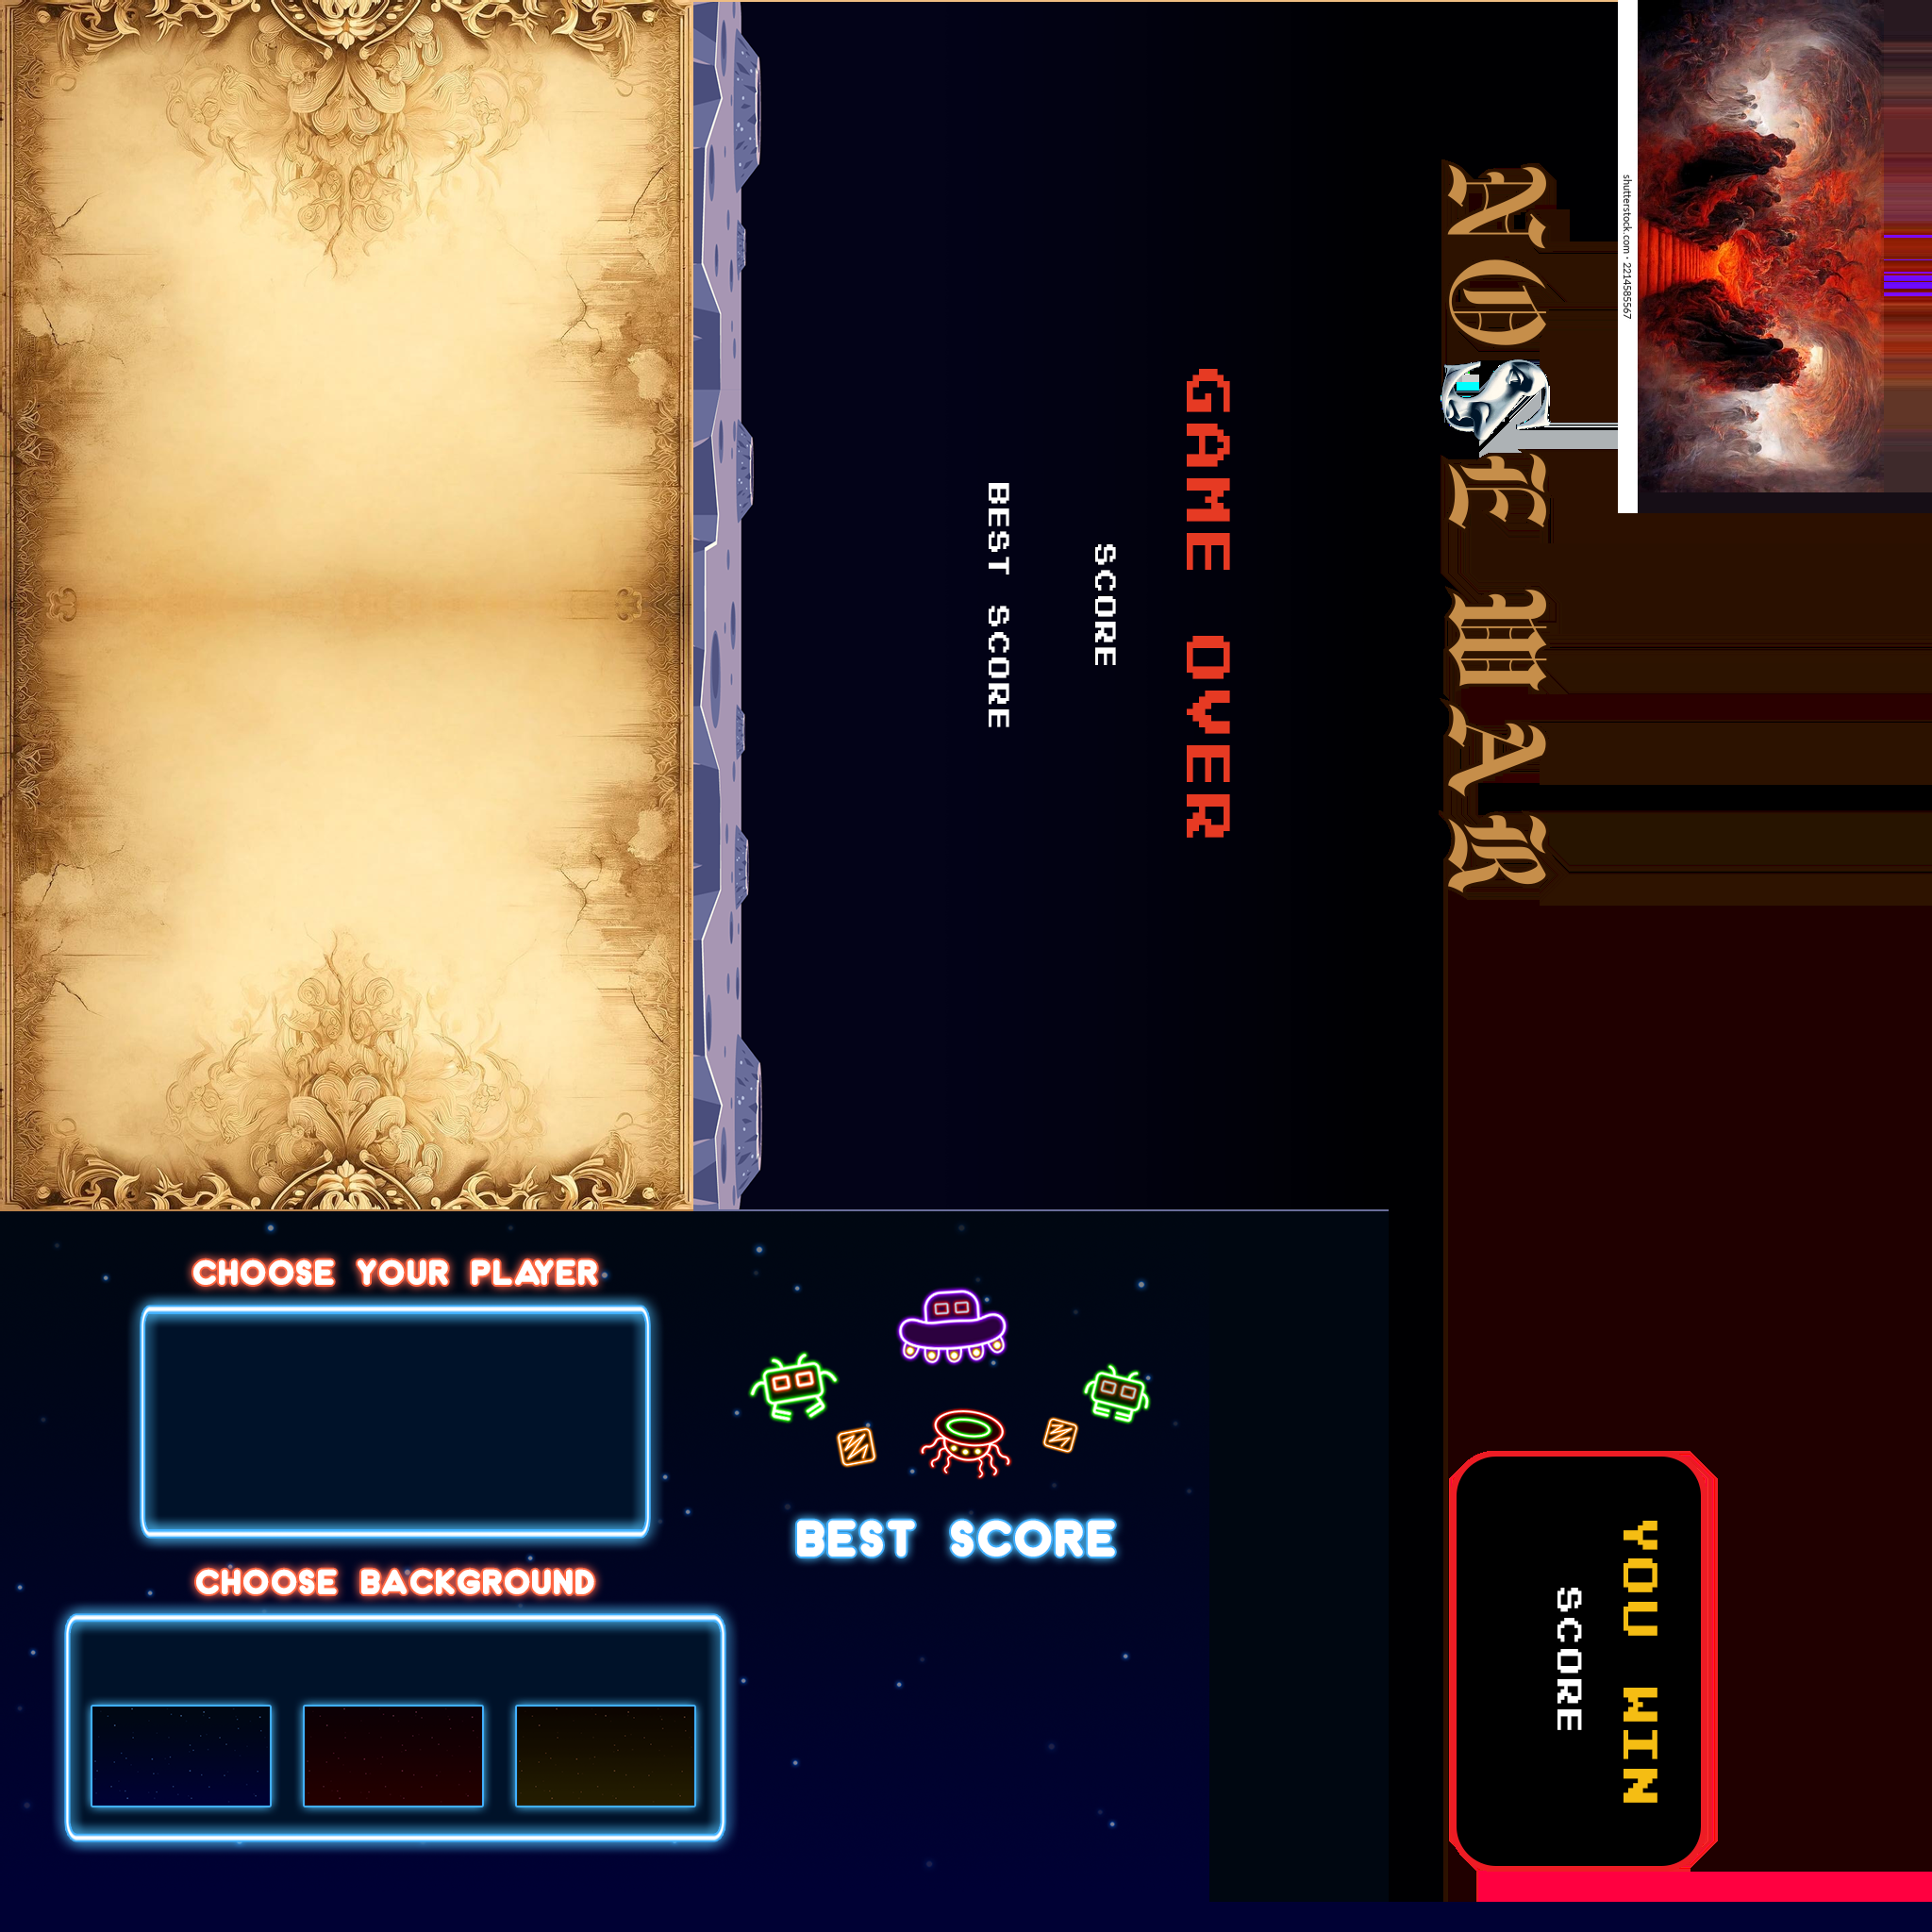 shutterstock.com · 2214585567
NOSE WAR
GAME OVER
SCORE
BEST SCORE
CHOOSE YOUR PLAYER
CHOOSE BACKGROUND
BEST SCORE
YOU WIN
SCORE